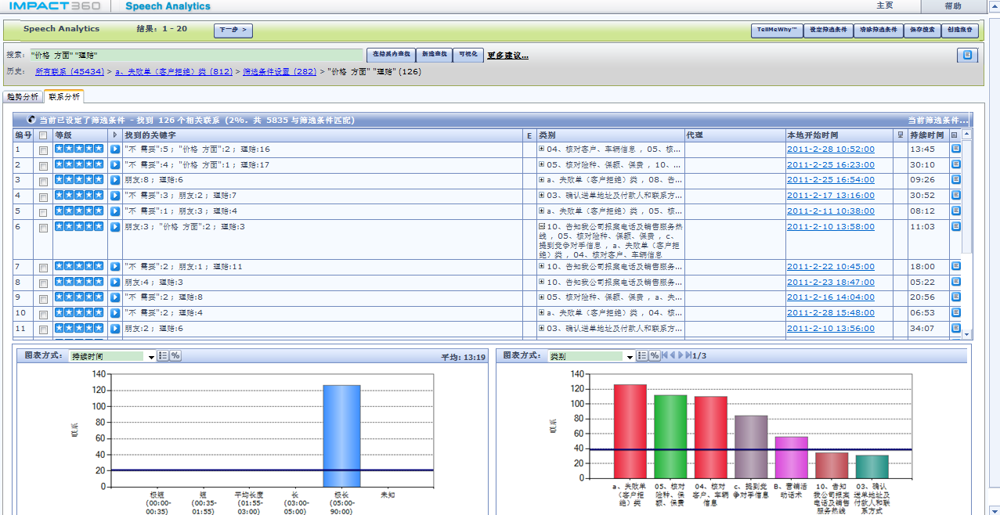 IMPACT360 Speech Analytics 主页 帮助
Speech Analytics 结果: 1 - 20 下一步 > TellMeWhy™ 设定筛选条件 清除筛选条件 保存搜索 创建报告
搜索: "价格 方面" "理赔" 在结果内查找 新建查找 可视化 更多建议...
历史: 所有联系 (45434) > a、失败单（客户拒绝）类 (812) > 筛选条件设置 (282) > "价格 方面" "理赔" (126)
趋势分析 联系分析
当前已设定了筛选条件 - 找到 126 个相关联系 (2%. 共 5835 与筛选条件匹配) 当前筛选条件...
编号 等级 找到的关键字 E 类别 代理 本地开始时间 持续时间
1 "不 需要":5 ; "价格 方面":2 ; 理赔:16 04、核对客户、车辆信息 , 05、核... 2011-2-28 10:52:00 13:45
2 "不 需要":4 ; "价格 方面":1 ; 理赔:17 05、核对险种、保额、保费 , 10、... 2011-2-25 16:23:00 30:10
3 朋友:8 ; 理赔:6 a、失败单（客户拒绝）类 , 08、告... 2011-2-25 16:54:00 09:26
4 "不 需要":3 ; 朋友:2 ; 理赔:7 03、确认送单地址及付款人和联系方... 2011-2-17 13:16:00 30:52
5 "不 需要":1 ; 朋友:3 ; 理赔:4 a、失败单（客户拒绝）类 , 05、核... 2011-2-11 10:38:00 08:12
6 朋友:3 ; "价格 方面":2 ; 理赔:3 10、告知我公司报案电话及销售服务热 2011-2-10 13:58:00 11:03
线 , 05、核对险种、保额、保费 , c、
提到竞争对手信息 , a、失败单（客户拒
绝）类 , 04、核对客户、车辆信息
7 "不 需要":2 ; 朋友:1 ; 理赔:11 10、告知我公司报案电话及销售服务... 2011-2-22 10:45:00 18:00
8 朋友:4 ; 理赔:3 10、告知我公司报案电话及销售服务... 2011-2-23 18:47:00 05:22
9 "不 需要":2 ; 理赔:8 05、核对险种、保额、保费 , a、失... 2011-2-16 14:04:00 20:56
10 "不 需要":2 ; 理赔:4 a、失败单（客户拒绝）类 , 04、核... 2011-2-28 15:48:00 06:53
11 朋友:2 ; 理赔:6 03、确认送单地址及付款人和联系方... 2011-2-10 13:56:00 34:07
图表方式: 持续时间 % 平均: 13:19
140
120
100
80
60
40
20
0
联系
极短 短 平均长度 长 极长 未知
(00:00- (00:35- (01:55- (03:00- (05:00-
00:35) 01:55) 03:00) 05:00) 90:00)
图表方式: 类别 % 1/3
140
120
100
80
60
40
20
0
联系
a、失败单 05、核对 04、核对 c、提到竞 B、营销活 10、告知 03、确认
（客户拒 险种、保 客户、车辆 争对手信息 动话术 我公司报案 送单地址及
绝）类 额、保费 信息 电话及销售 付款人和联
服务热线 系方式